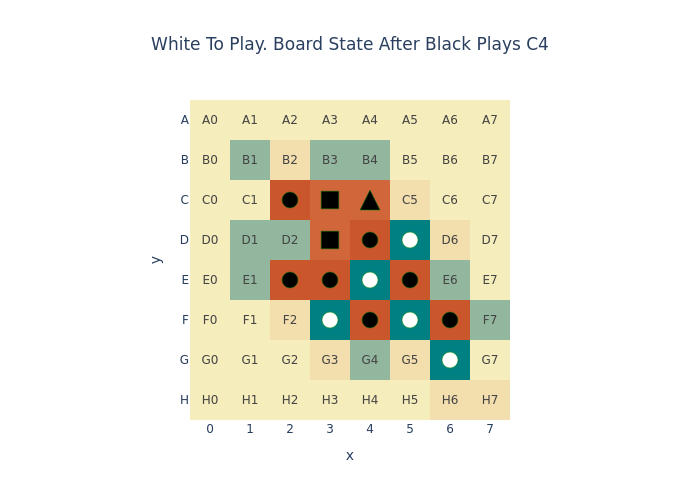 White To Play. Board State After Black Plays C4
A A0 A1 A2 A3 A4 A5 A6 A7
B B0 B1 B2 B3 B4 B5 B6 B7
C C0 C1 C5 C6 C7
D D0 D1 D2 D6 D7
E E0 E1 E6 E7
F F0 F1 F2 F7
G G0 G1 G2 G3 G4 G5 G7
H H0 H1 H2 H3 H4 H5 H6 H7
0 1 2 3 4 5 6 7
x
y